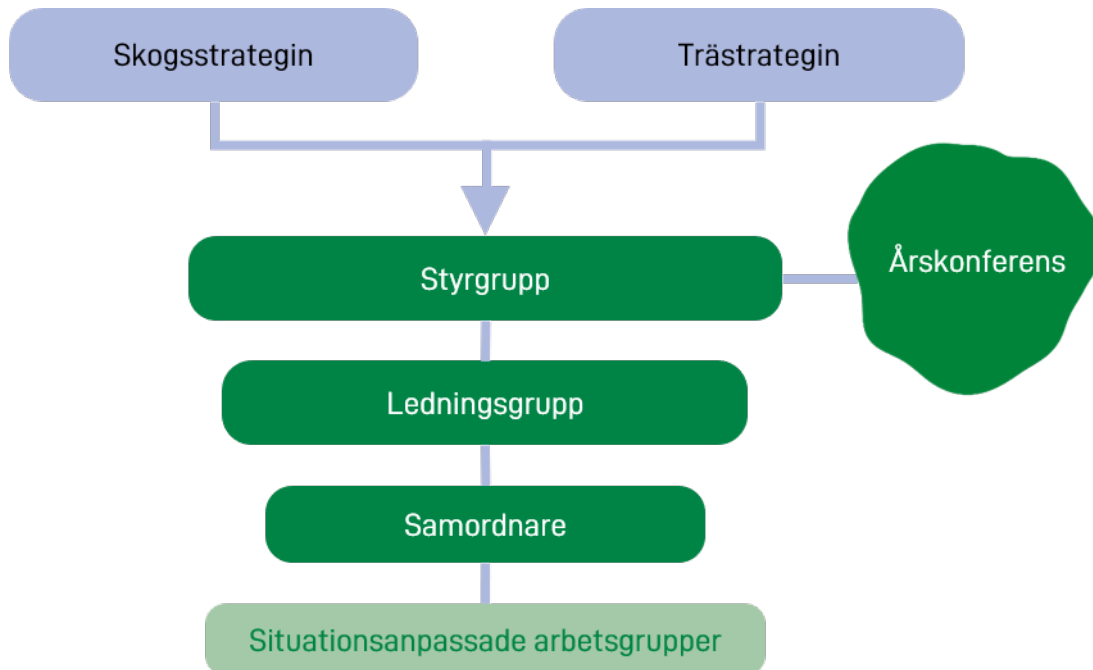 Skogsstrategin
Trästrategin
Årskonferens
Styrgrupp
Ledningsgrupp
Samordnare
Situationsanpassade arbetsgrupper